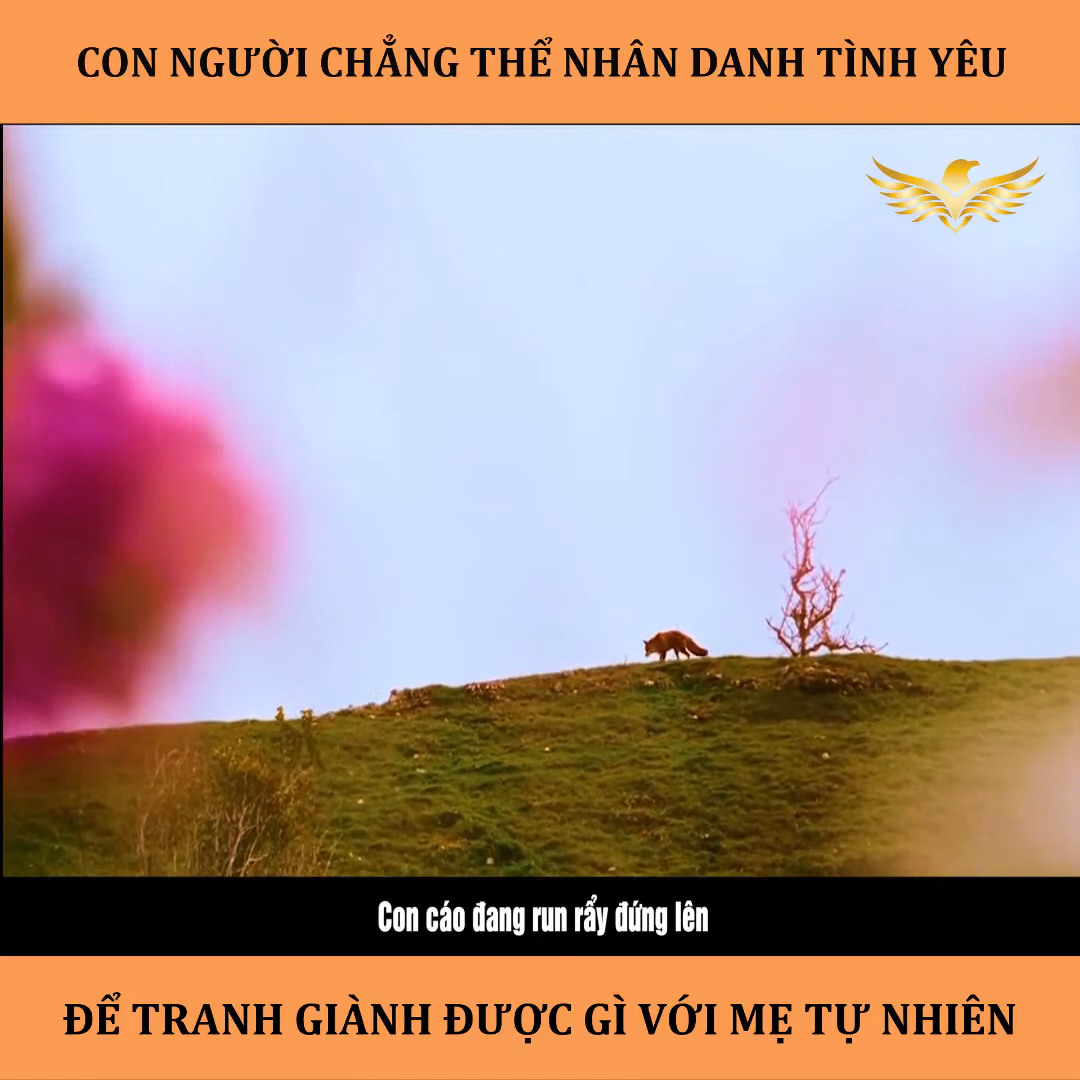 CON NGƯỜI CHẲNG THỂ NHÂN DANH TÌNH YÊU
Con cáo đang run rẩy đứng lên
ĐỂ TRANH GIÀNH ĐƯỢC GÌ VỚI MẸ TỰ NHIÊN